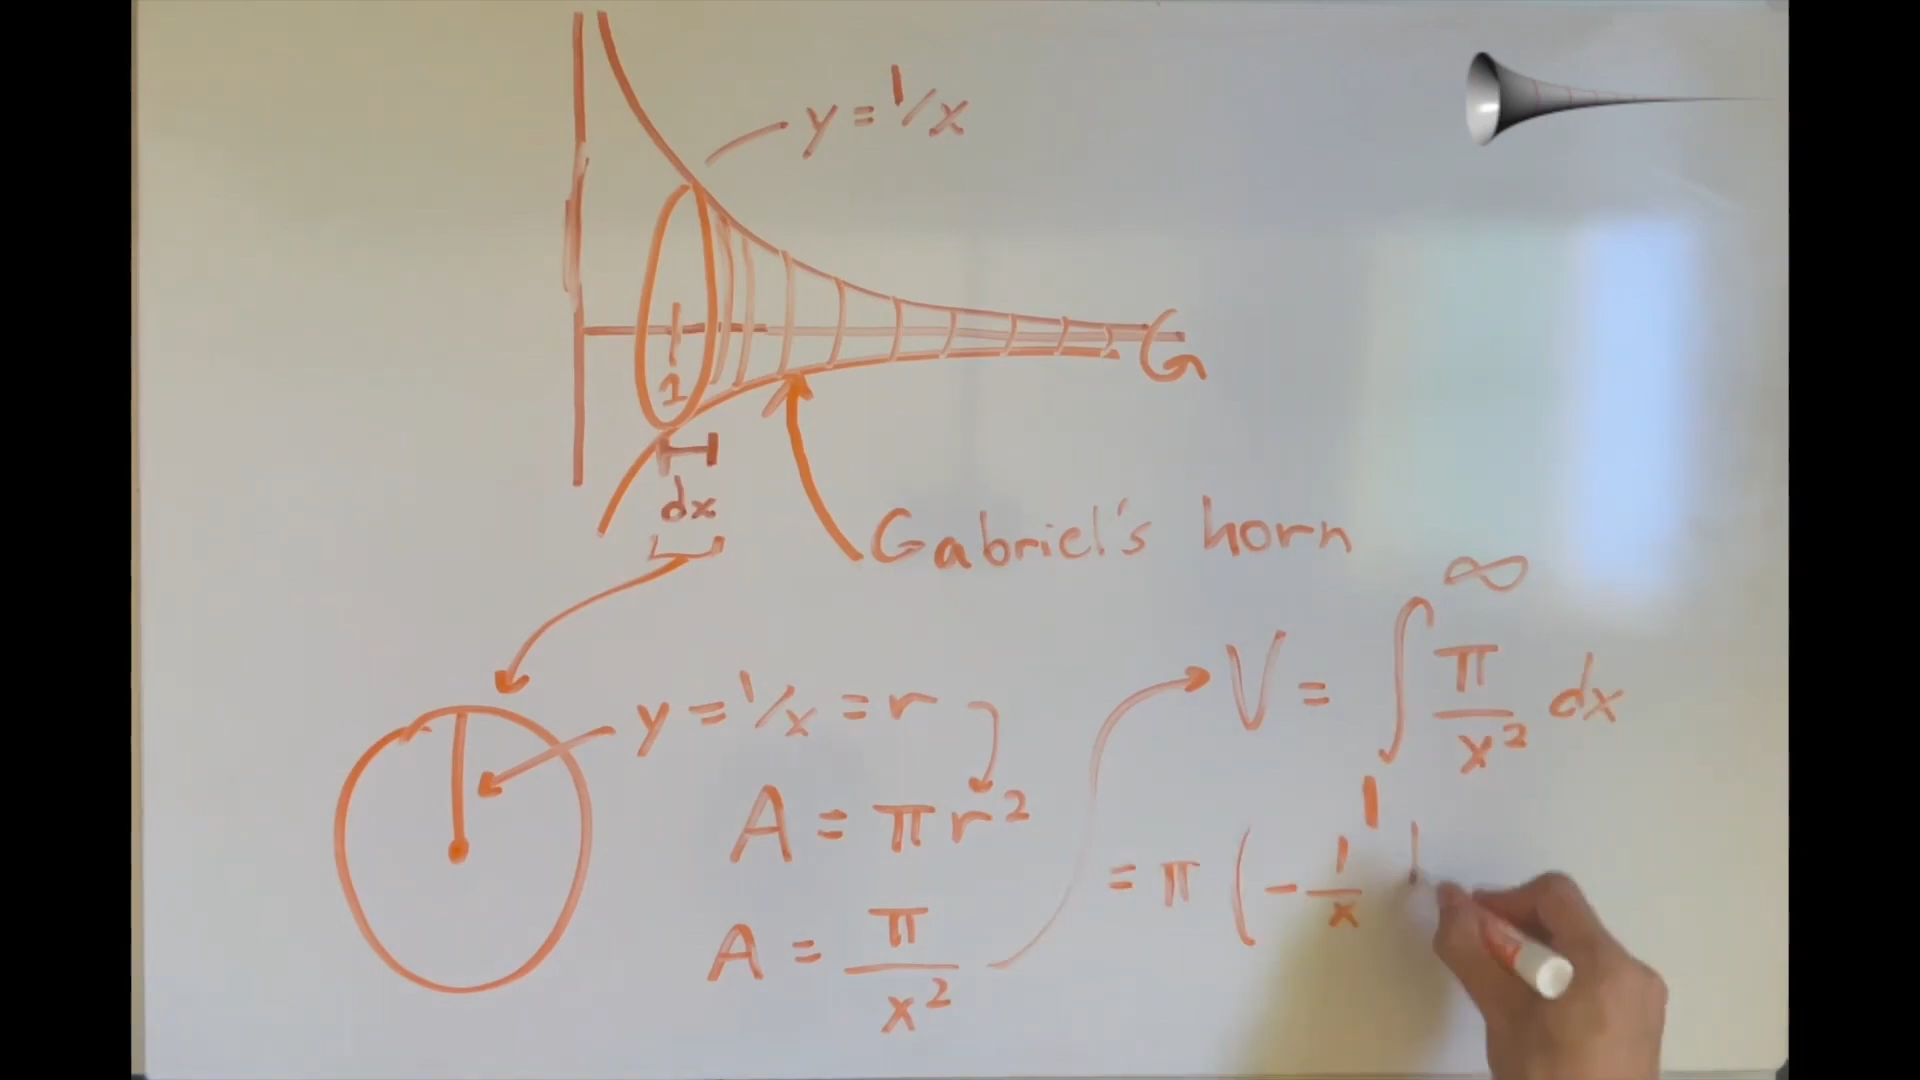 y = 1/x
1
G
dx
Gabriel's horn
y = 1/x = r
A = πr²
A = π/x²
V = ∫₁^∞ π/x² dx
= π (-1/x |